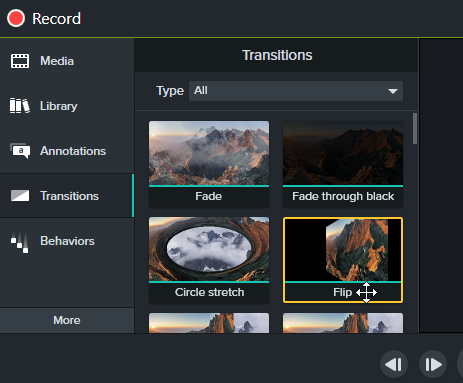 Record
Media
Library
Annotations
a
Transitions
Behaviors
More
Transitions
Type All
Fade
Fade through black
Circle stretch
Flip